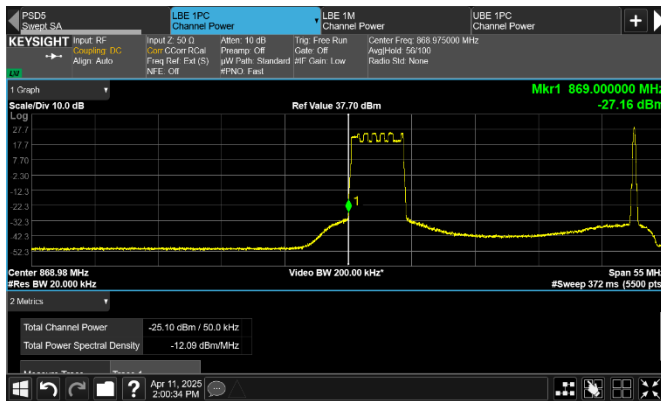 PSD5
Swept SA
LBE 1PC
Channel Power
LBE 1M
Channel Power
UBE 1PC
Channel Power
+
KEYSIGHT
Input: RF
Coupling: DC
Align: Auto
Input Z: 50 Ω
Corr CCorr RCal
Freq Ref: Ext (S)
NFE: Off
Atten: 10 dB
Preamp: Off
µW Path: Standard
#PNO: Fast
Trig: Free Run
Gate: Off
#IF Gain: Low
Center Freq: 868.975000 MHz
Avg|Hold: 56/100
Radio Std: None
LXI
1 Graph
Mkr1 869.000000 MHz
Scale/Div 10.0 dB
Ref Value 37.70 dBm
-27.16 dBm
Log
27.7
17.7
7.70
-2.30
-12.3
-22.3
-32.3
-42.3
-52.3
1
Center 868.98 MHz
Video BW 200.00 kHz*
Span 55 MHz
#Res BW 20.000 kHz
#Sweep 372 ms (5500 pts
2 Metrics
Total Channel Power
-25.10 dBm / 50.0 kHz
Total Power Spectral Density
-12.09 dBm/MHz
?
Apr 11, 2025
2:00:34 PM